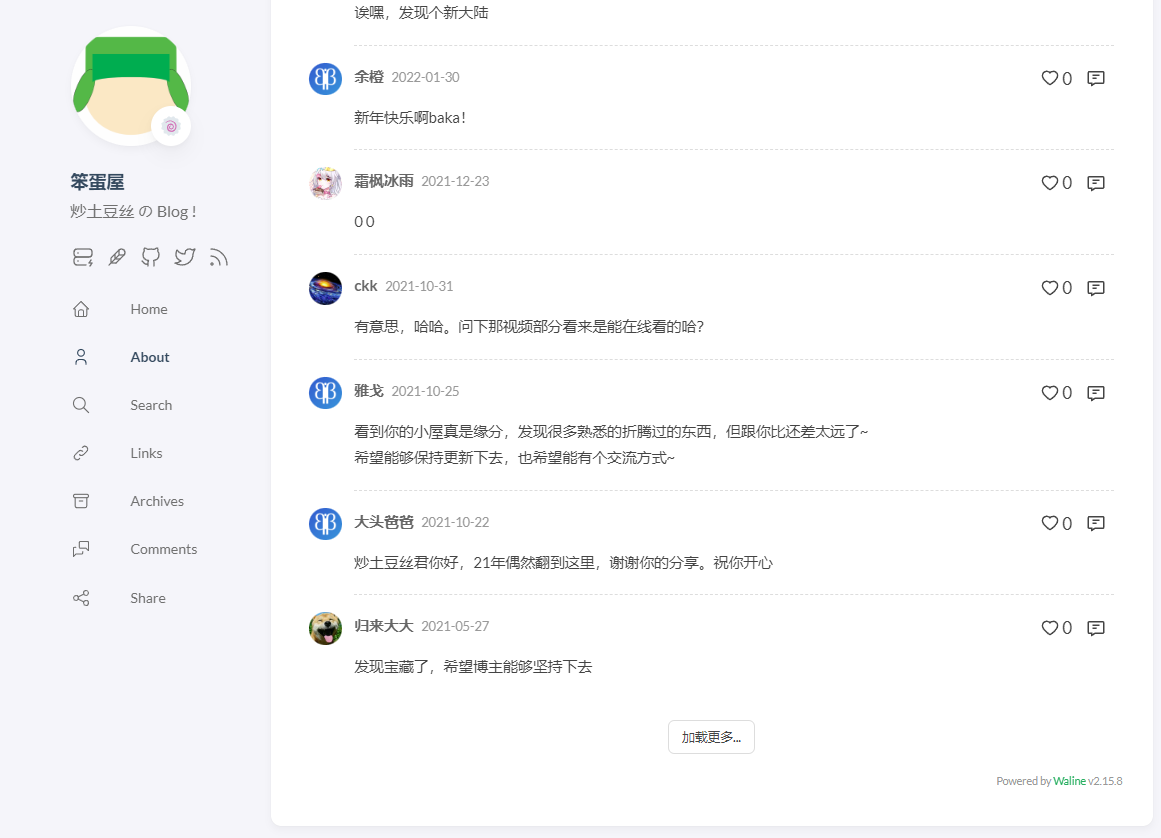 笨蛋屋
炒土豆丝 の Blog !
Home
About
Search
Links
Archives
Comments
Share
诶嘿，发现个新大陆
余橙 2022-01-30
0
新年快乐啊baka！
霜枫冰雨 2021-12-23
0
0 0
ckk 2021-10-31
0
有意思，哈哈。问下那视频部分看来是能在线看的哈？
雅戈 2021-10-25
0
看到你的小屋真是缘分，发现很多熟悉的折腾过的东西，但跟你比还差太远了~
希望能够保持更新下去，也希望能有个交流方式~
大头爸爸 2021-10-22
0
炒土豆丝君你好，21年偶然翻到这里，谢谢你的分享。祝你开心
归来大大 2021-05-27
0
发现宝藏了，希望博主能够坚持下去
加载更多...
Powered by Waline v2.15.8